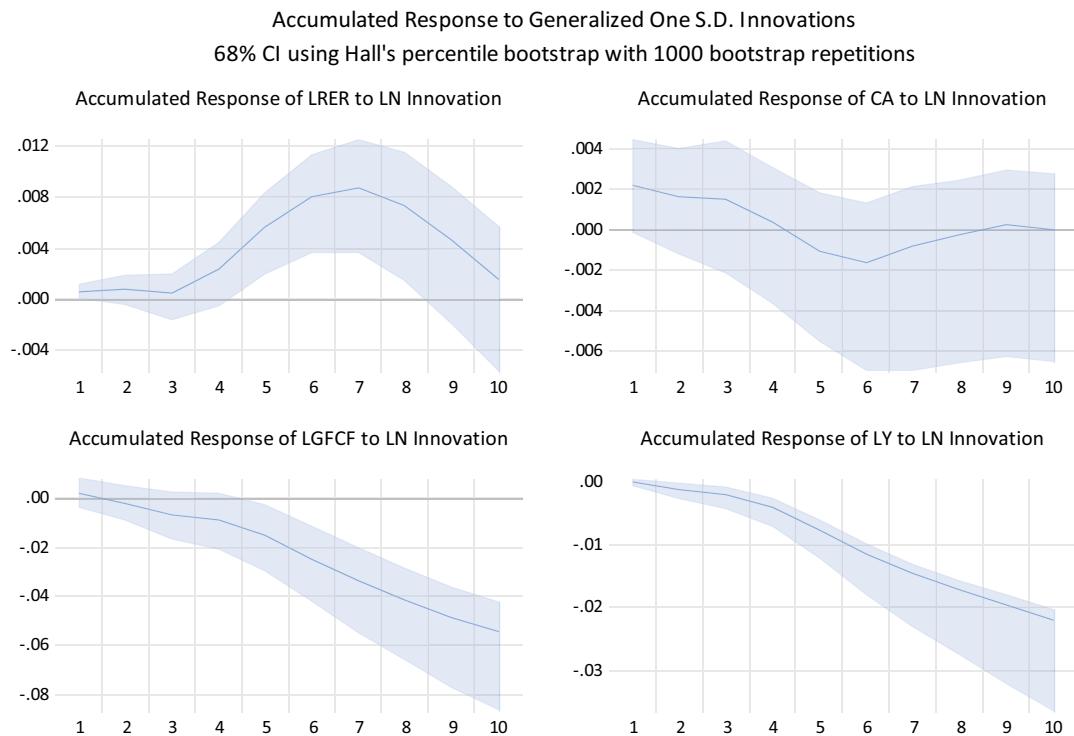 Accumulated Response to Generalized One S.D. Innovations
68% CI using Hall's percentile bootstrap with 1000 bootstrap repetitions
Accumulated Response of LRER to LN Innovation
.012
.008
.004
.000
-.004
1 2 3 4 5 6 7 8 9 10
Accumulated Response of CA to LN Innovation
.004
.002
.000
-.002
-.004
-.006
1 2 3 4 5 6 7 8 9 10
Accumulated Response of LGFCF to LN Innovation
.00
-.02
-.04
-.06
-.08
1 2 3 4 5 6 7 8 9 10
Accumulated Response of LY to LN Innovation
.00
-.01
-.02
-.03
1 2 3 4 5 6 7 8 9 10